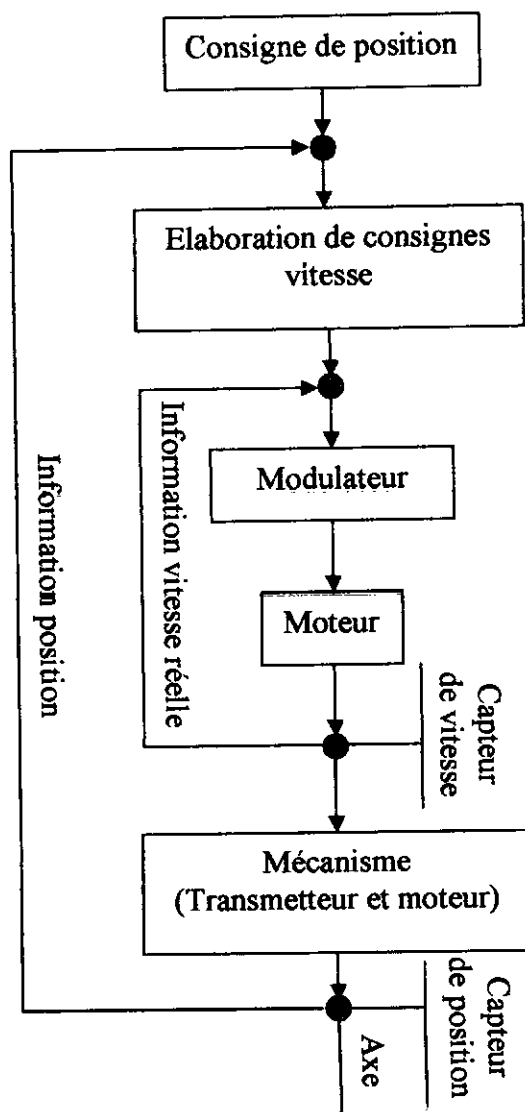 Consigne de position
Elaboration de consignes
vitesse
Information vitesse réelle
Modulateur
Information position
Moteur
Capteur
de vitesse
Mécanisme
(Transmetteur et moteur)
Capteur
de position
Axe